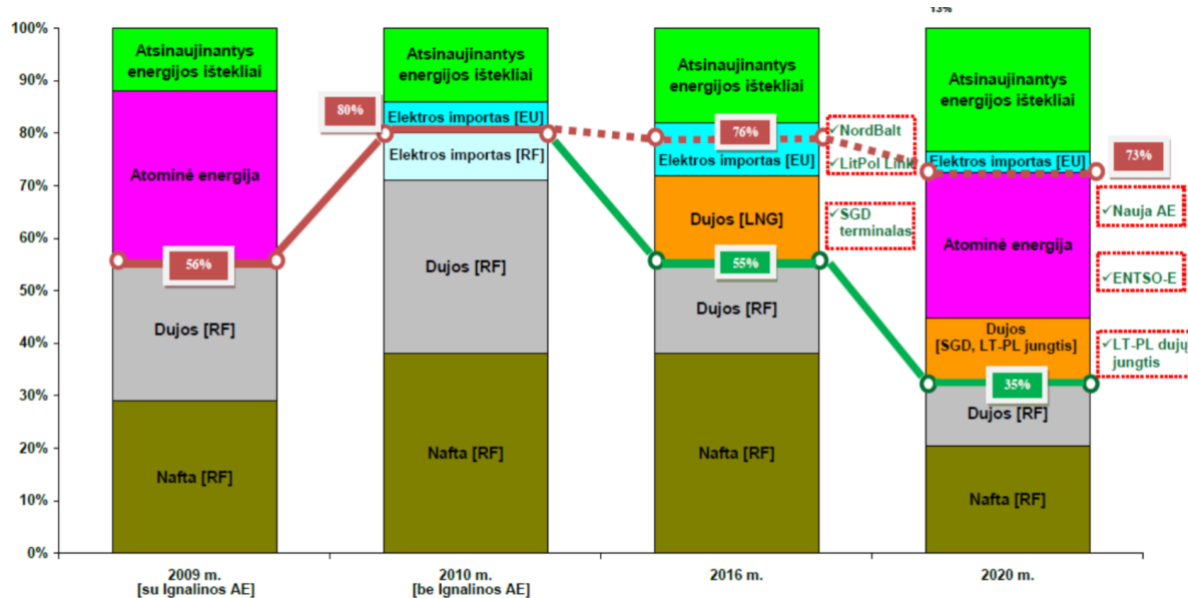 13%
100%
90%
80%
70%
60%
50%
40%
30%
20%
10%
0%
Atsinaujinantys
energijos ištekliai
Atominė energija
56%
Dujos [RF]
Nafta [RF]
2009 m.
[su Ignalinos AE]
80%
Atsinaujinantys
energijos ištekliai
Elektros importas [EU]
Elektros importas [RF]
Dujos [RF]
Nafta [RF]
2010 m.
[be Ignalinos AE]
Atsinaujinantys
energijos ištekliai
76%
Elektros importas [EU]
Dujos [LNG]
55%
Dujos [RF]
Nafta [RF]
2016 m.
✓NordBalt
✓LitPol Link
✓SGD
terminalas
Atsinaujinantys
energijos ištekliai
Elektros importas [EU]
Atominė energija
Dujos
[SGD, LT-PL jungtis]
35%
Dujos [RF]
Nafta [RF]
2020 m.
73%
✓Nauja AE
✓ENTSO-E
✓LT-PL dujų
jungtis